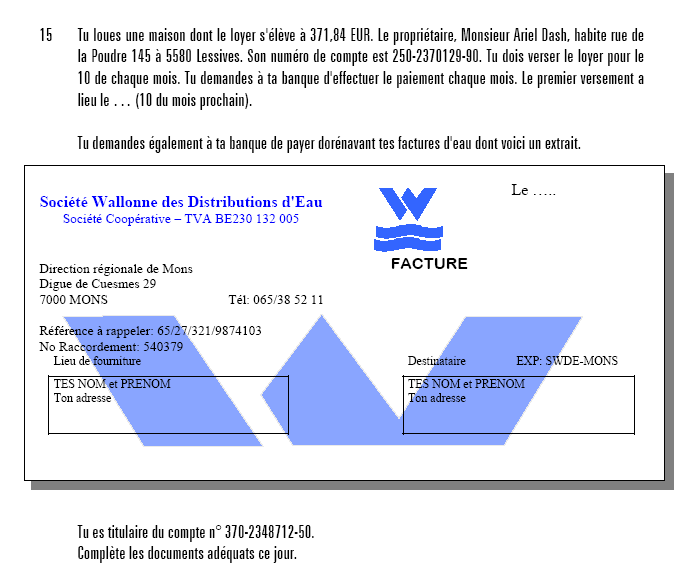 15 Tu loues une maison dont le loyer s'élève à 371,84 EUR. Le propriétaire, Monsieur Ariel Dash, habite rue de
la Poudre 145 à 5580 Lessives. Son numéro de compte est 250-2370129-90. Tu dois verser le loyer pour le
10 de chaque mois. Tu demandes à ta banque d'effectuer le paiement chaque mois. Le premier versement a
lieu le … (10 du mois prochain).
Tu demandes également à ta banque de payer dorénavant tes factures d'eau dont voici un extrait.
Société Wallonne des Distributions d'Eau
Société Coopérative – TVA BE230 132 005
Le …..
FACTURE
Direction régionale de Mons
Digue de Cuesmes 29
7000 MONS Tél: 065/38 52 11
Référence à rappeler: 65/27/321/9874103
No Raccordement: 540379
Lieu de fourniture Destinataire EXP: SWDE-MONS
TES NOM et PRENOM TES NOM et PRENOM
Ton adresse Ton adresse
Tu es titulaire du compte n° 370-2348712-50.
Complète les documents adéquats ce jour.